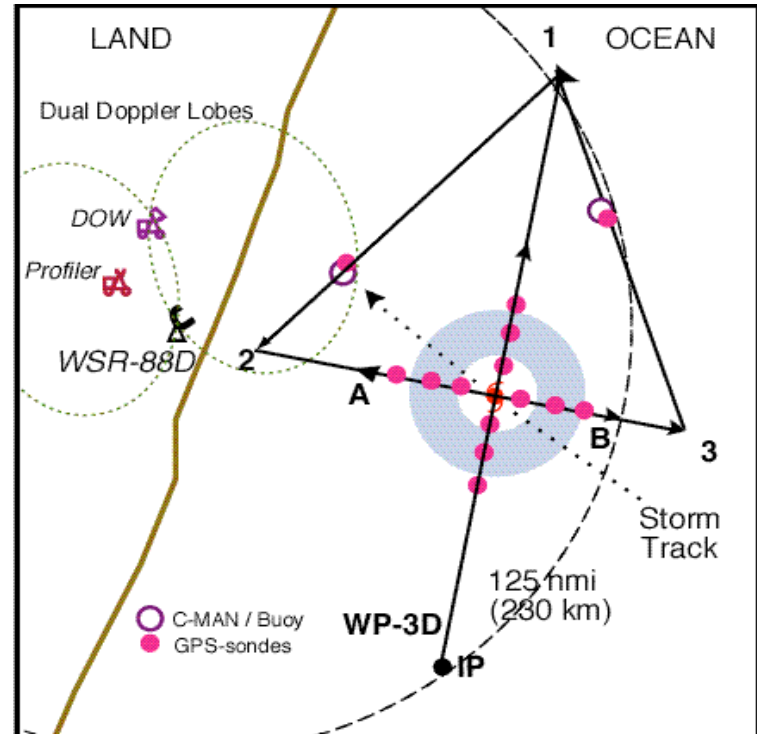 1
LAND
OCEAN
Dual Doppler Lobes
DOW
Profiler
WSR-88D
2
A
B
3
Storm
Track
125 nmi
(230 km)
C-MAN / Buoy
WP-3D
GPS-sondes
IP